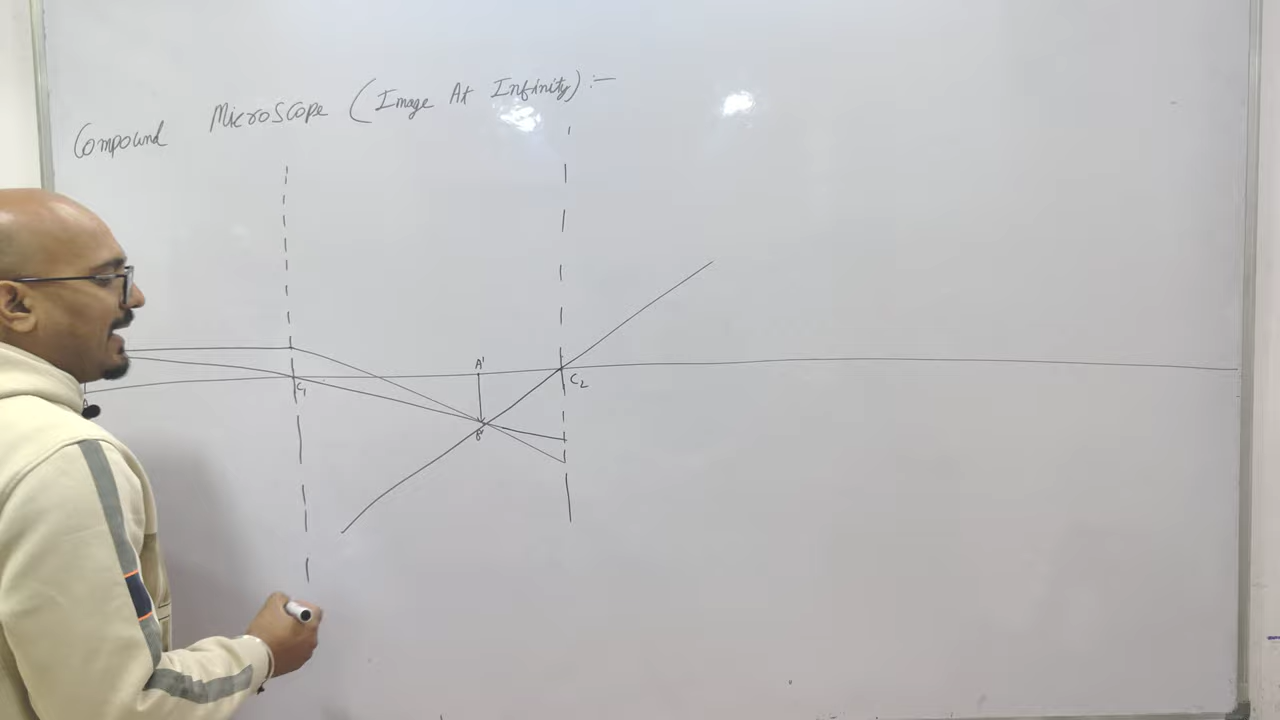 Compound Microscope (Image At Infinity) :-
A'
C1
C2
A
B'